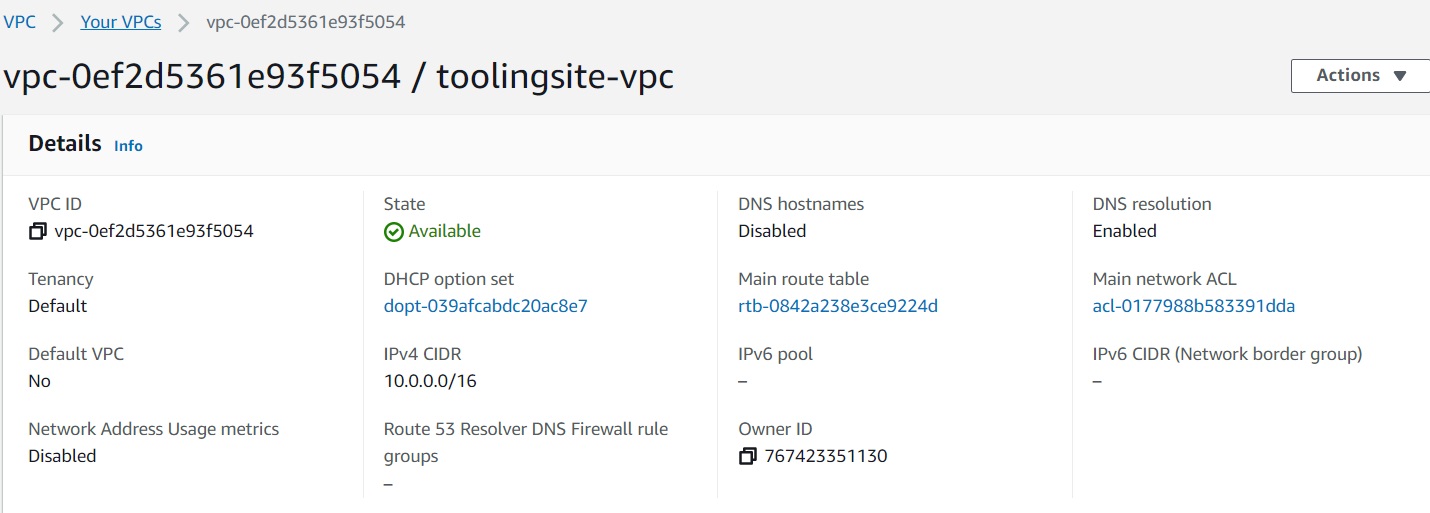 VPC > Your VPCs > vpc-0ef2d5361e93f5054
vpc-0ef2d5361e93f5054 / toolingsite-vpc
Actions ▼
Details Info
VPC ID
vpc-0ef2d5361e93f5054
State
Available
DNS hostnames
Disabled
DNS resolution
Enabled
Tenancy
Default
DHCP option set
dopt-039afcabdc20ac8e7
Main route table
rtb-0842a238e3ce9224d
Main network ACL
acl-0177988b583391dda
Default VPC
No
IPv4 CIDR
10.0.0.0/16
IPv6 pool
–
IPv6 CIDR (Network border group)
–
Network Address Usage metrics
Disabled
Route 53 Resolver DNS Firewall rule
groups
–
Owner ID
767423351130